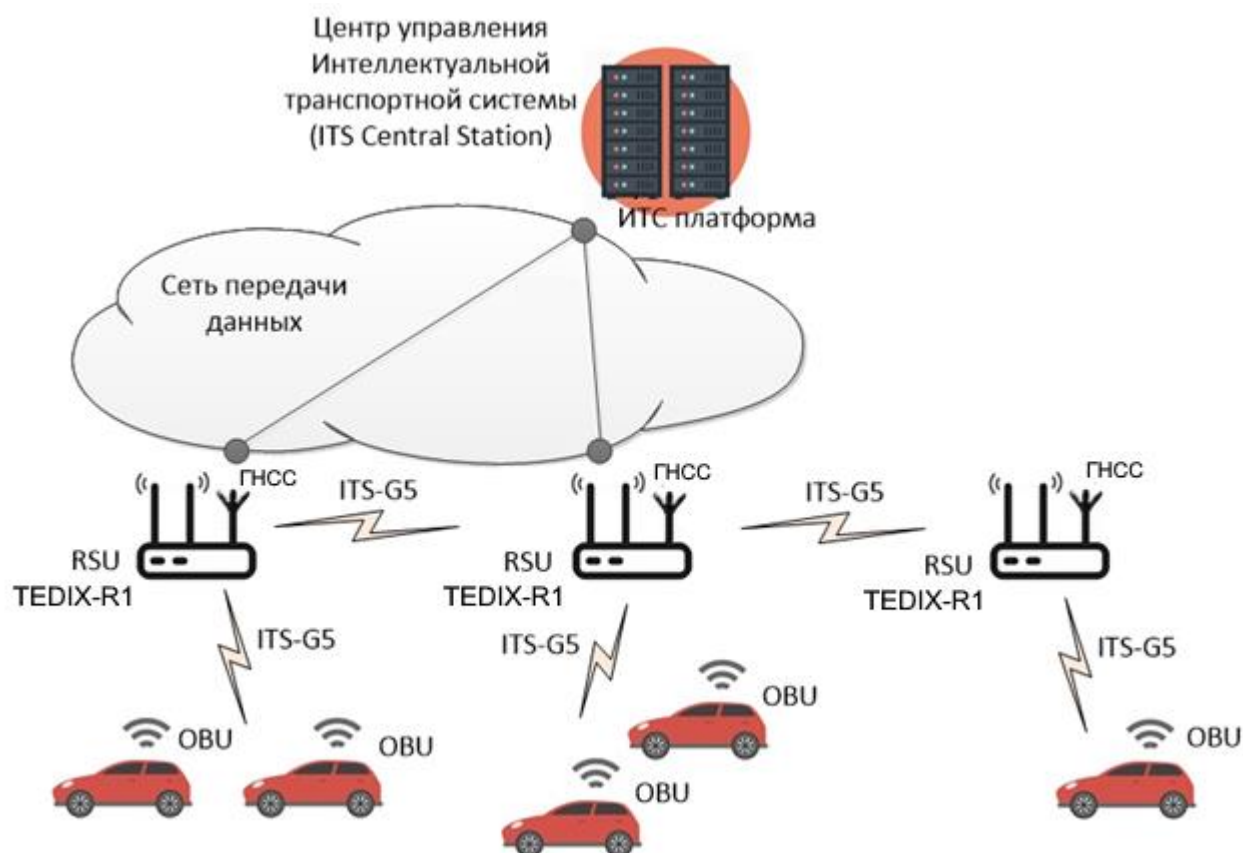 Центр управления
Интеллектуальной
транспортной системы
(ITS Central Station)
ИТС платформа
Сеть передачи
данных
ГНСС
ITS-G5
ГНСС
ITS-G5
ГНСС
RSU
TEDIX-R1
RSU
TEDIX-R1
RSU
TEDIX-R1
ITS-G5
ITS-G5
ITS-G5
OBU
OBU
OBU
OBU
OBU